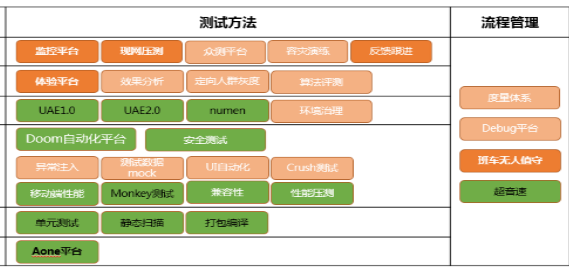 测试方法 流程管理
监控平台 现网压测 众测平台 容灾演练 反馈跟进
体验平台 效果分析 定向人群灰度 算法评测
度量体系
UAE1.0 UAE2.0 numen 环境治理
Debug平台
Doom自动化平台 安全测试
异常注入 测试数据 UI自动化 Crush测试
mock
班车无人值守
移动端性能 Monkey测试 兼容性 性能压测
超音速
单元测试 静态扫描 打包编译
Aone平台